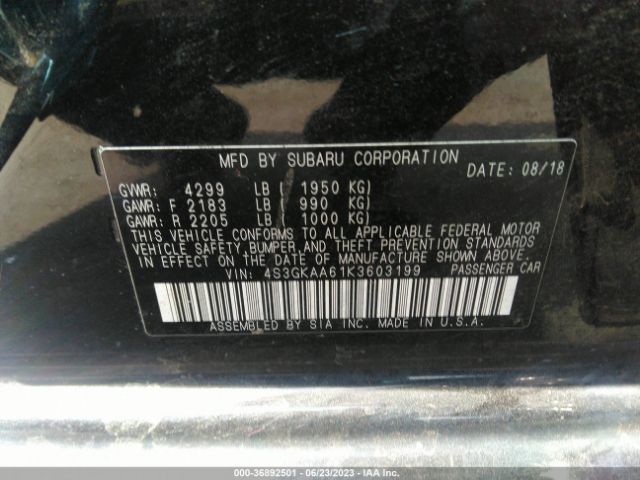 MFD BY SUBARU CORPORATION
DATE: 08/18
GVWR: 4299 LB ( 1950 KG)
GAWR: F 2183 LB ( 990 KG)
GAWR: R 2205 LB ( 1000 KG)
THIS VEHICLE CONFORMS TO ALL APPLICABLE FEDERAL MOTOR
VEHICLE SAFETY,BUMPER,AND THEFT PREVENTION STANDARDS
IN EFFECT ON THE DATE OF MANUFACTURE SHOWN ABOVE.
VIN: 4S3GKAA61K3603199 PASSENGER CAR
ASSEMBLED BY SIA INC. MADE IN U.S.A.
000-36892501 - 06/23/2023 - IAA Inc.